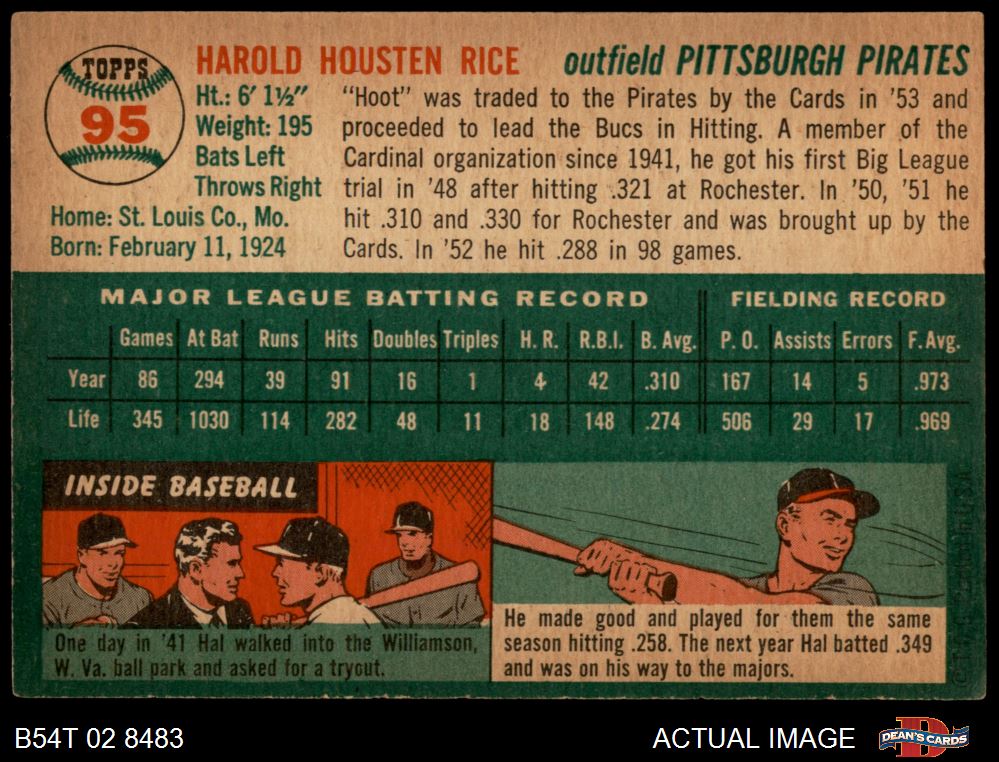 TOPPS
95
HAROLD HOUSTEN RICE
outfield PITTSBURGH PIRATES
Ht.: 6' 1½"
Weight: 195
Bats Left
Throws Right
Home: St. Louis Co., Mo.
Born: February 11, 1924
"Hoot" was traded to the Pirates by the Cards in '53 and
proceeded to lead the Bucs in Hitting. A member of the
Cardinal organization since 1941, he got his first Big League
trial in '48 after hitting .321 at Rochester. In '50, '51 he
hit .310 and .330 for Rochester and was brought up by the
Cards. In '52 he hit .288 in 98 games.
MAJOR LEAGUE BATTING RECORD FIELDING RECORD
Games At Bat Runs Hits Doubles Triples H. R. R.B.I. B. Avg. P. O. Assists Errors F. Avg.
Year 86 294 39 91 16 1 4 42 .310 167 14 5 .973
Life 345 1030 114 282 48 11 18 148 .274 506 29 17 .969
INSIDE BASEBALL
One day in '41 Hal walked into the Williamson,
W. Va. ball park and asked for a tryout.
He made good and played for them the same
season hitting .258. The next year Hal batted .349
and was on his way to the majors.
B54T 02 8483
ACTUAL IMAGE
DEAN'S CARDS